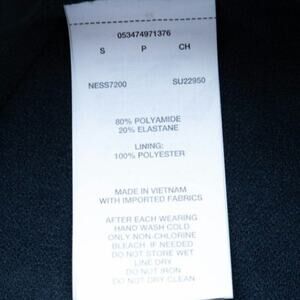 053474971376
S P CH
NESS7200 SU22950
80% POLYAMIDE
20% ELASTANE
LINING:
100% POLYESTER
MADE IN VIETNAM
WITH IMPORTED FABRICS
AFTER EACH WEARING
HAND WASH COLD
ONLY NON-CHLORINE
BLEACH IF NEEDED
DO NOT STORE WET
LINE DRY
DO NOT IRON
DO NOT DRY CLEAN